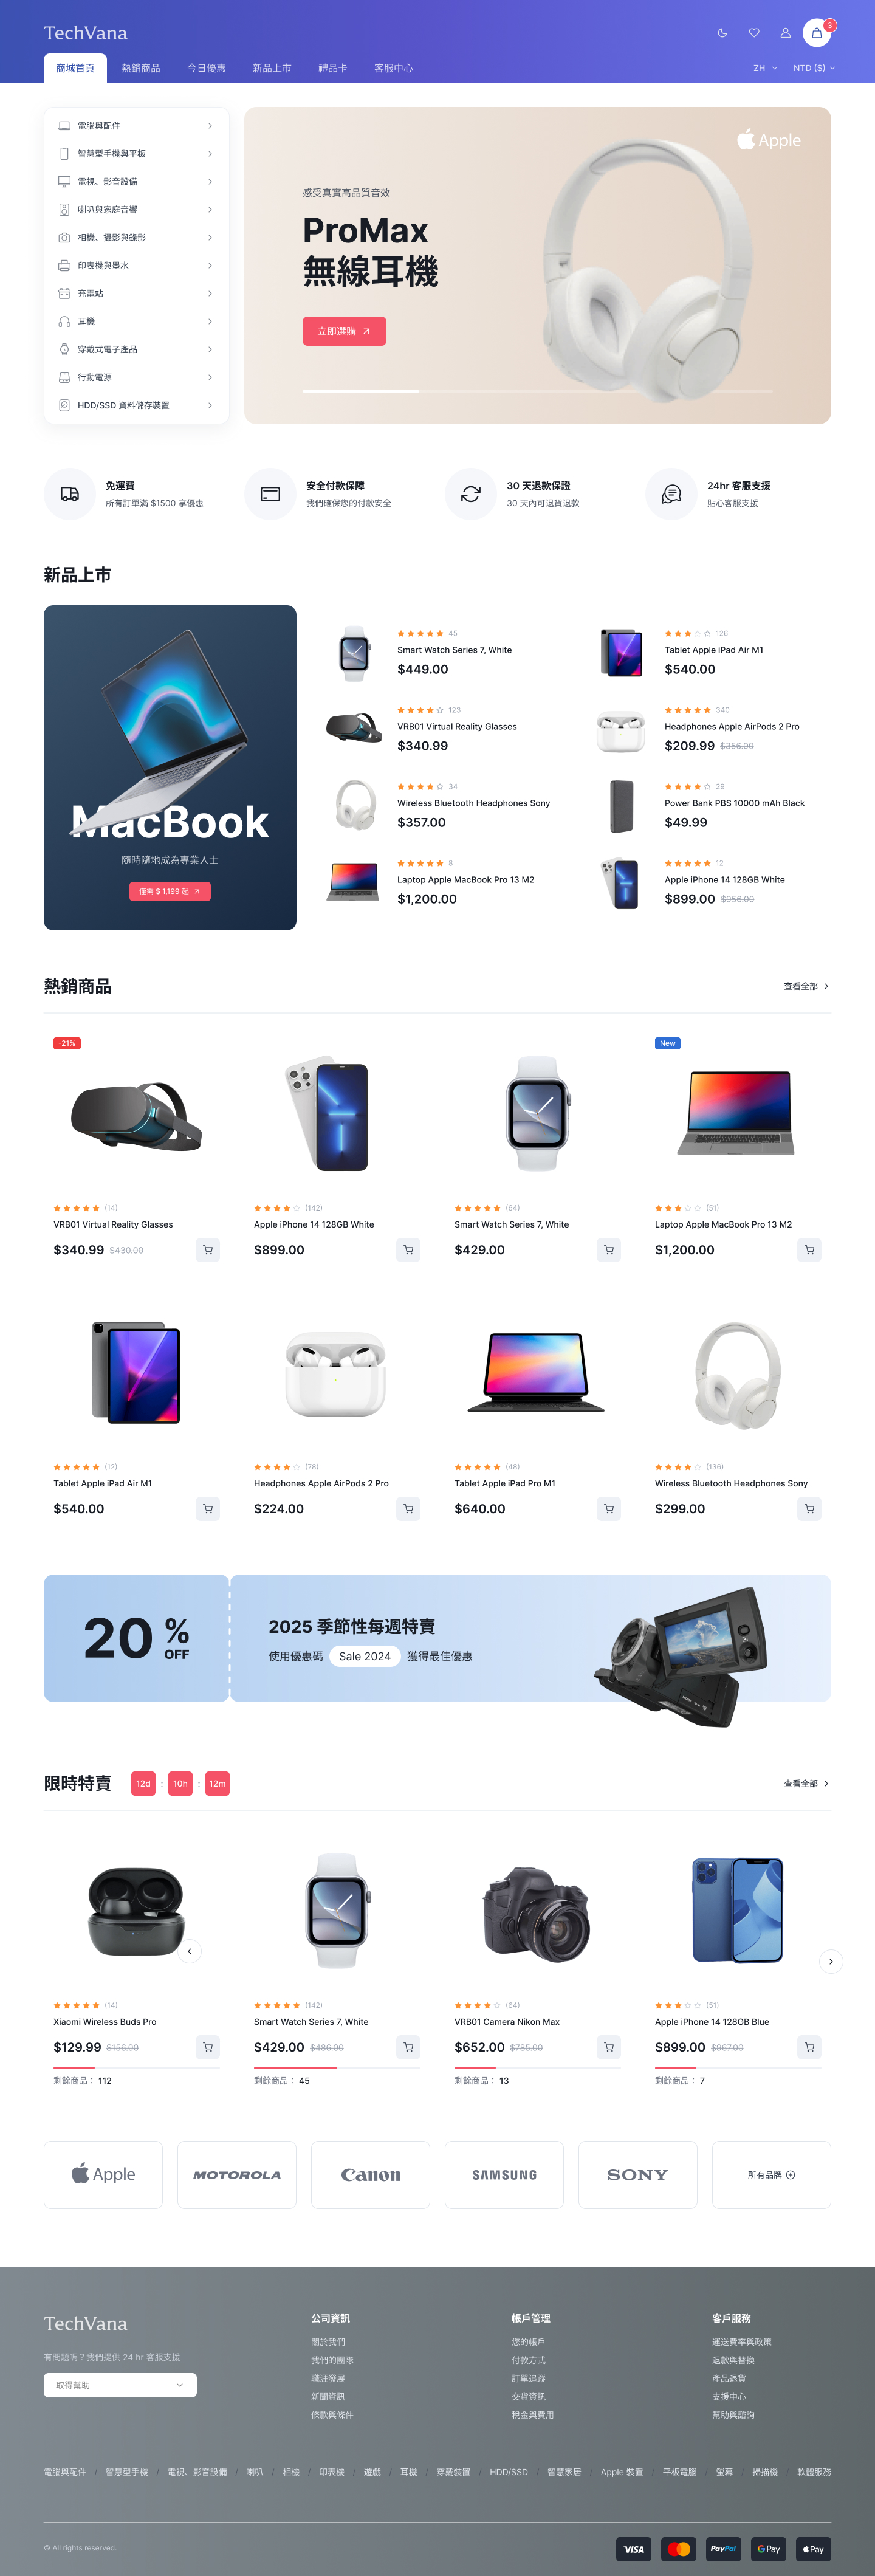 TechVana
3
商城首頁 熱銷商品 今日優惠 新品上市 禮品卡 客服中心 ZH NTD ($)
電腦與配件
智慧型手機與平板
電視、影音設備
喇叭與家庭音響
相機、攝影與錄影
印表機與墨水
充電站
耳機
穿戴式電子產品
行動電源
HDD/SSD 資料儲存裝置
Apple
感受真實高品質音效
ProMax
無線耳機
立即選購
免運費
所有訂單滿 $1500 享優惠
安全付款保障
我們確保您的付款安全
30 天退款保證
30 天內可退貨退款
24hr 客服支援
貼心客服支援
新品上市
MacBook
隨時隨地成為專業人士
僅需 $ 1,199 起
45
Smart Watch Series 7, White
$449.00
126
Tablet Apple iPad Air M1
$540.00
123
VRB01 Virtual Reality Glasses
$340.99
340
Headphones Apple AirPods 2 Pro
$209.99 $356.00
34
Wireless Bluetooth Headphones Sony
$357.00
29
Power Bank PBS 10000 mAh Black
$49.99
8
Laptop Apple MacBook Pro 13 M2
$1,200.00
12
Apple iPhone 14 128GB White
$899.00 $956.00
熱銷商品
查看全部
-21%
(14)
VRB01 Virtual Reality Glasses
$340.99 $430.00
(142)
Apple iPhone 14 128GB White
$899.00
(64)
Smart Watch Series 7, White
$429.00
New
(51)
Laptop Apple MacBook Pro 13 M2
$1,200.00
(12)
Tablet Apple iPad Air M1
$540.00
(78)
Headphones Apple AirPods 2 Pro
$224.00
(48)
Tablet Apple iPad Pro M1
$640.00
(136)
Wireless Bluetooth Headphones Sony
$299.00
20 % OFF
2025 季節性每週特賣
使用優惠碼 Sale 2024 獲得最佳優惠
限時特賣 12d : 10h : 12m
查看全部
(14)
Xiaomi Wireless Buds Pro
$129.99 $156.00
剩餘商品： 112
(142)
Smart Watch Series 7, White
$429.00 $486.00
剩餘商品： 45
(64)
VRB01 Camera Nikon Max
$652.00 $785.00
剩餘商品： 13
(51)
Apple iPhone 14 128GB Blue
$899.00 $967.00
剩餘商品： 7
Apple
MOTOROLA
Canon
SAMSUNG
SONY
所有品牌
TechVana
有問題嗎？我們提供 24 hr 客服支援
取得幫助
公司資訊
關於我們
我們的團隊
職涯發展
新聞資訊
條款與條件
帳戶管理
您的帳戶
付款方式
訂單追蹤
交貨資訊
稅金與費用
客戶服務
運送費率與政策
退款與替換
產品退貨
支援中心
幫助與諮詢
電腦與配件 / 智慧型手機 / 電視、影音設備 / 喇叭 / 相機 / 印表機 / 遊戲 / 耳機 / 穿戴裝置 / HDD/SSD / 智慧家居 / Apple 裝置 / 平板電腦 / 螢幕 / 掃描機 / 軟體服務
© All rights reserved.
VISA
PayPal
G Pay
Pay